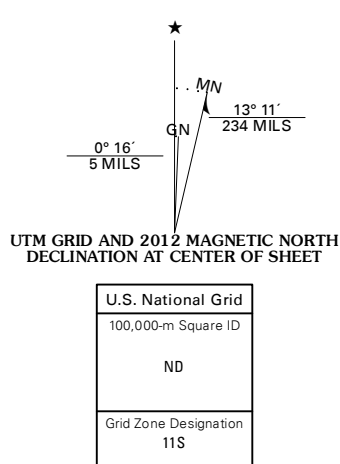 ★
MN
GN
13° 11´
234 MILS
0° 16´
5 MILS
UTM GRID AND 2012 MAGNETIC NORTH
DECLINATION AT CENTER OF SHEET
U.S. National Grid
100,000-m Square ID
ND
Grid Zone Designation
11S